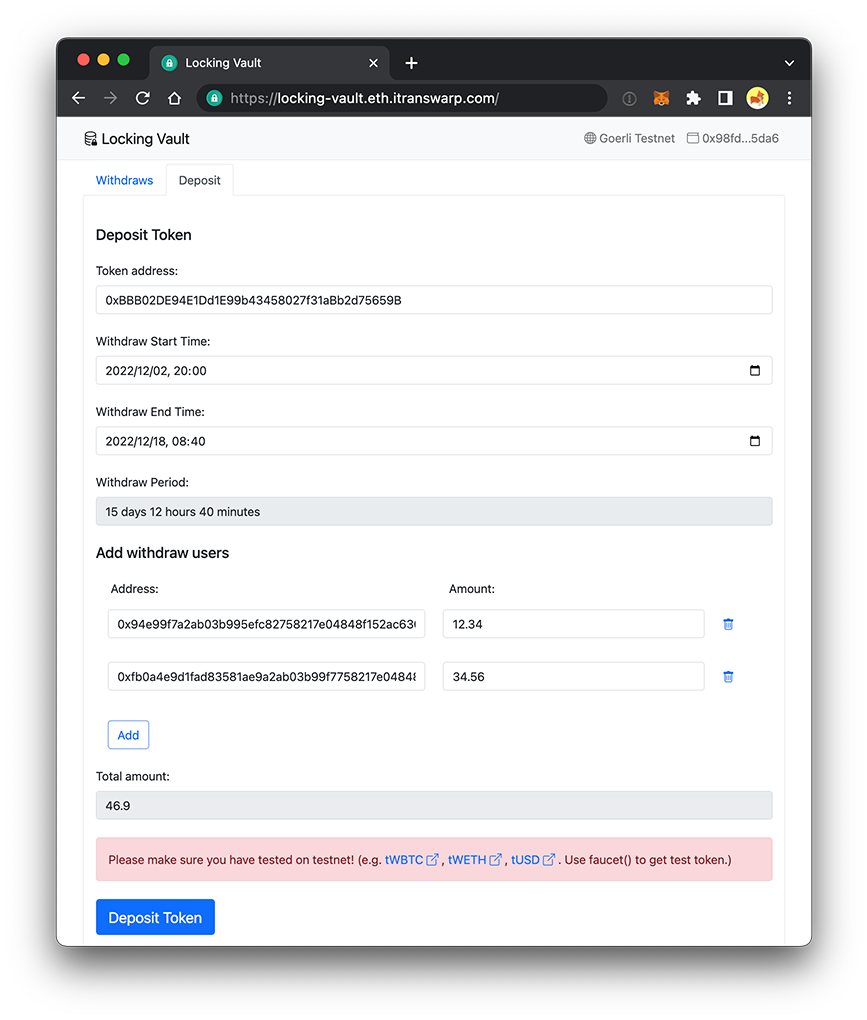 Locking Vault
https://locking-vault.eth.itranswarp.com/
Locking Vault Goerli Testnet 0x98fd...5da6
Withdraws Deposit
Deposit Token
Token address:
0xBBB02DE94E1Dd1E99b43458027f31aBb2d75659B
Withdraw Start Time:
2022/12/02, 20:00
Withdraw End Time:
2022/12/18, 08:40
Withdraw Period:
15 days 12 hours 40 minutes
Add withdraw users
Address: Amount:
0x94e99f7a2ab03b995efc82758217e04848f152ac63 12.34
0xfb0a4e9d1fad83581ae9a2ab03b99f7758217e0484 34.56
Add
Total amount:
46.9
Please make sure you have tested on testnet! (e.g. tWBTC, tWETH, tUSD. Use faucet() to get test token.)
Deposit Token